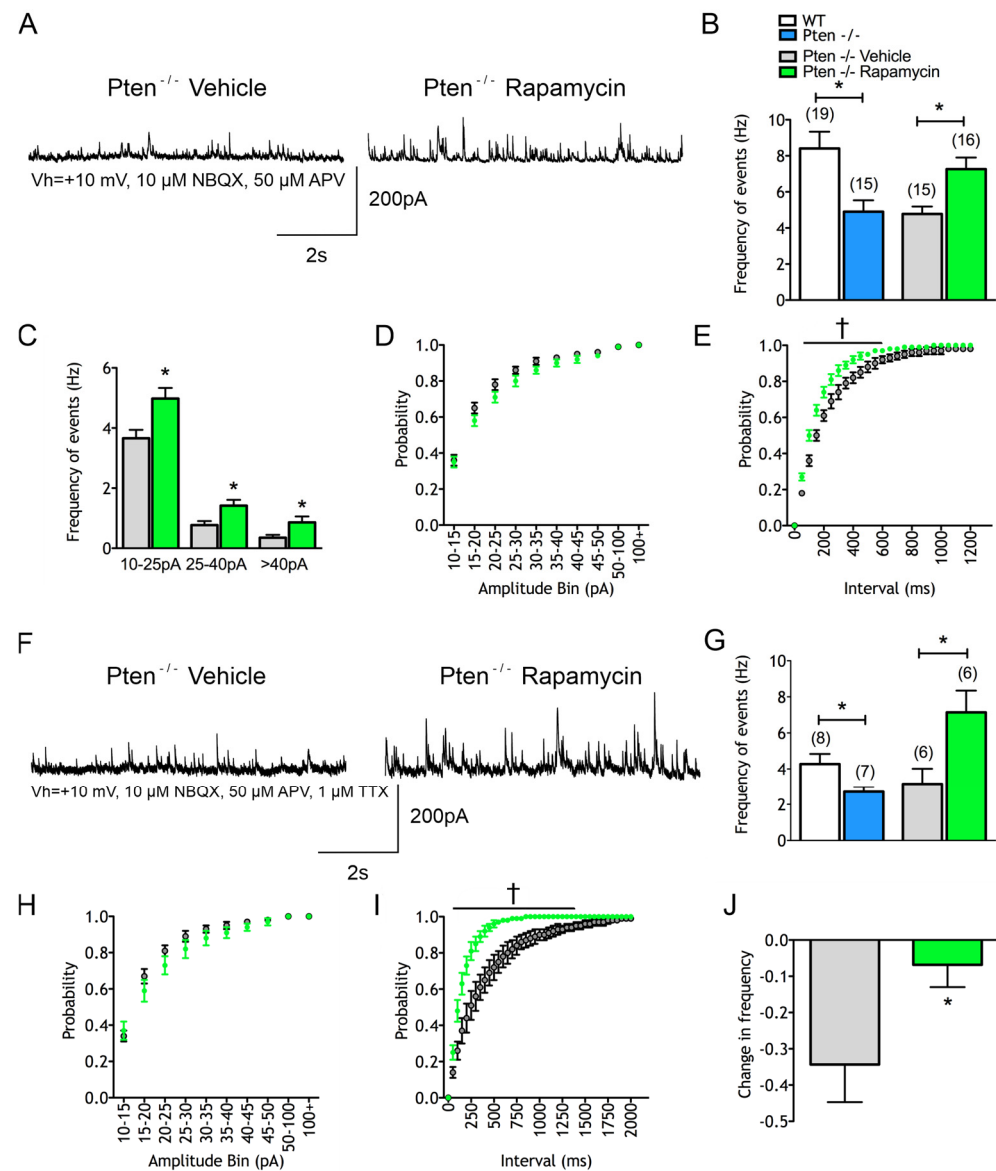 A
Pten -/- Vehicle
Pten -/- Rapamycin
Vh=+10 mV, 10 µM NBQX, 50 µM APV
200pA
2s
B
WT
Pten -/-
Pten -/- Vehicle
Pten -/- Rapamycin
Frequency of events (Hz)
10
8
6
4
2
0
(19)
*
(15)
(15)
*
(16)
C
Frequency of events (Hz)
6
4
2
0
*
*
*
10-25pA 25-40pA >40pA
D
Probability
1.0
0.8
0.6
0.4
0.2
0.0
10-15
15-20
20-25
25-30
30-35
35-40
40-45
45-50
50-100
100+
Amplitude Bin (pA)
E
†
Probability
1.0
0.8
0.6
0.4
0.2
0.0
0
200
400
600
800
1000
1200
Interval (ms)
F
Pten -/- Vehicle
Pten -/- Rapamycin
Vh=+10 mV, 10 µM NBQX, 50 µM APV, 1 µM TTX
200pA
2s
G
Frequency of events (Hz)
10
8
6
4
2
0
(8)
*
(7)
(6)
*
(6)
H
Probability
1.0
0.8
0.6
0.4
0.2
0.0
10-15
15-20
20-25
25-30
30-35
35-40
40-45
45-50
50-100
100+
Amplitude Bin (pA)
I
†
Probability
1.0
0.8
0.6
0.4
0.2
0.0
0
250
500
750
1000
1250
1500
1750
2000
Interval (ms)
J
Change in frequency
0.0
-0.1
-0.2
-0.3
-0.4
-0.5
*